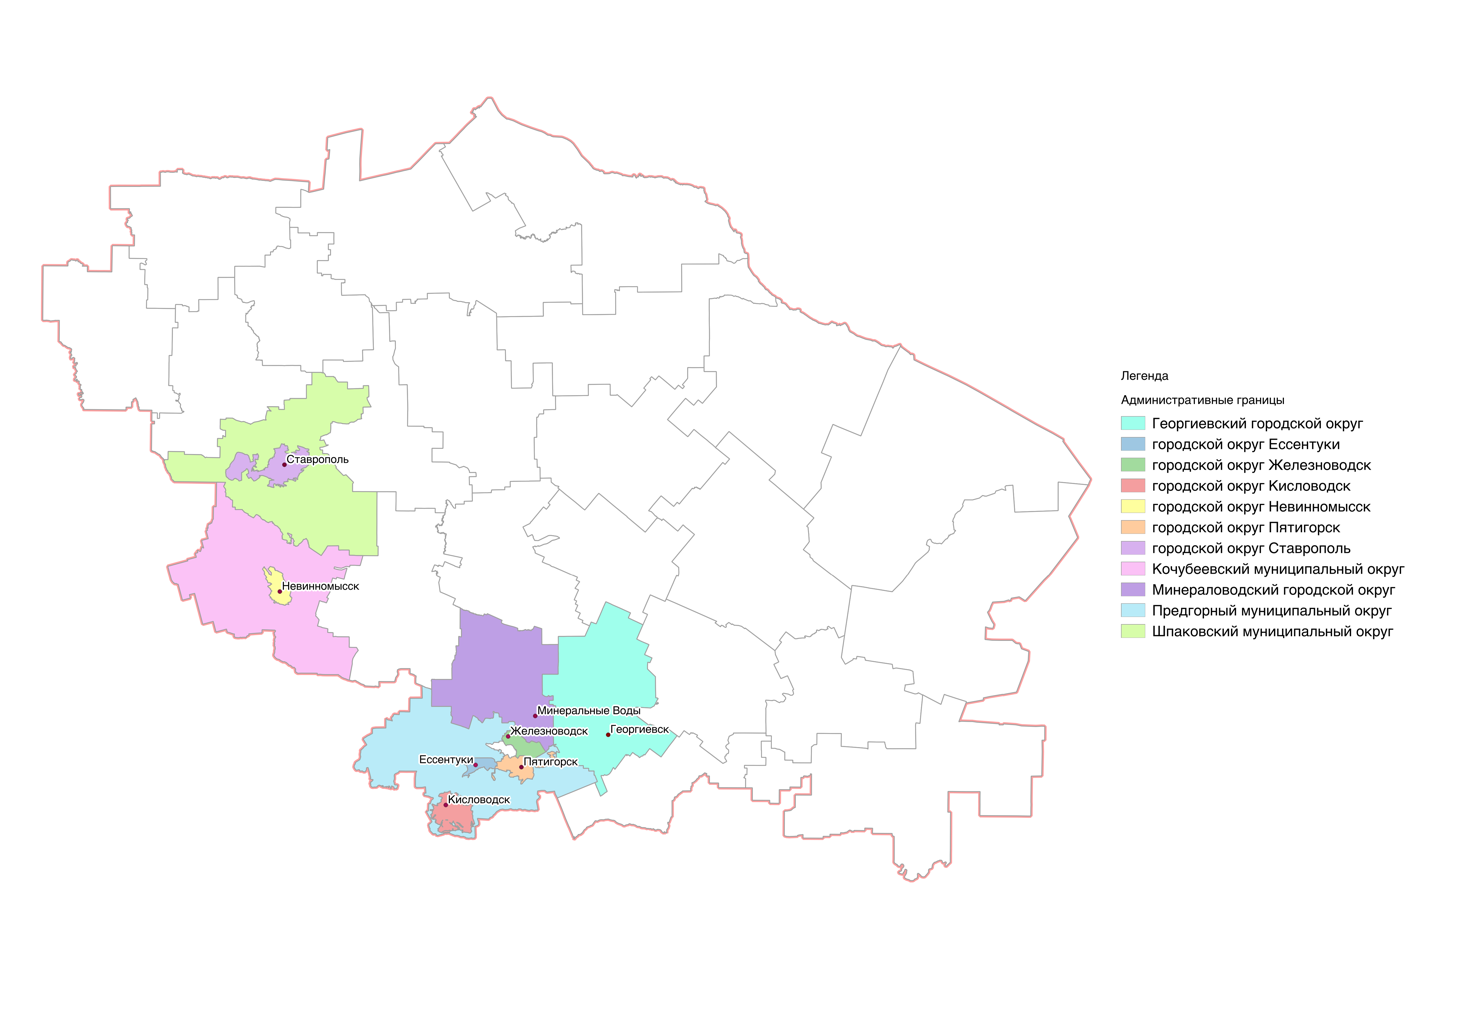 Легенда
Административные границы
Георгиевский городской округ
городской округ Ессентуки
городской округ Железноводск
городской округ Кисловодск
городской округ Невинномысск
городской округ Пятигорск
городской округ Ставрополь
Кочубеевский муниципальный округ
Минераловодский городской округ
Предгорный муниципальный округ
Шпаковский муниципальный округ
Ставрополь
Невинномысск
Минеральные Воды
Георгиевск
Железноводск
Ессентуки
Пятигорск
Кисловодск